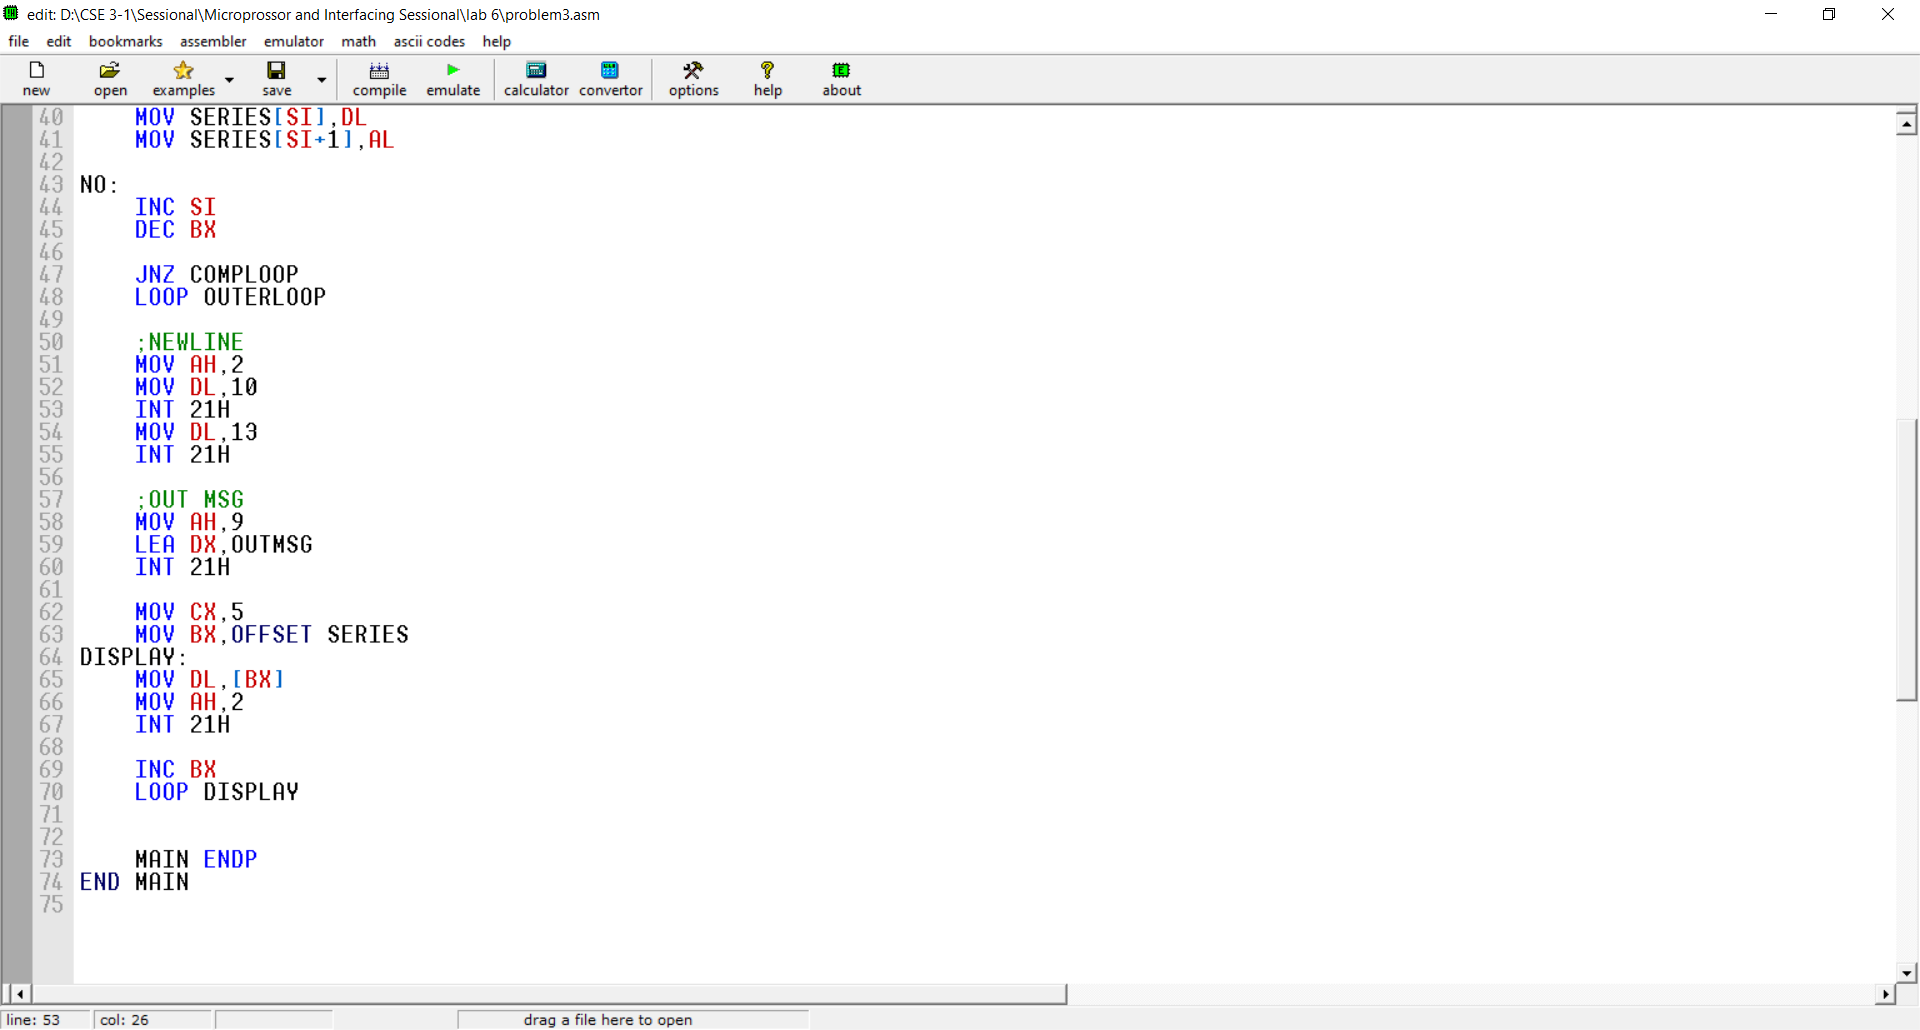 edit: D:\CSE 3-1\Sessional\Microprossor and Interfacing Sessional\lab 6\problem3.asm
file edit bookmarks assembler emulator math ascii codes help
new open examples save compile emulate calculator convertor options help about
40 MOV SERIES[SI],DL
41 MOV SERIES[SI+1],AL
42
43 NO:
44 INC SI
45 DEC BX
46
47 JNZ COMPLOOP
48 LOOP OUTERLOOP
49
50 ;NEWLINE
51 MOV AH,2
52 MOV DL,10
53 INT 21H
54 MOV DL,13
55 INT 21H
56
57 ;OUT MSG
58 MOV AH,9
59 LEA DX,OUTMSG
60 INT 21H
61
62 MOV CX,5
63 MOV BX,OFFSET SERIES
64 DISPLAY:
65 MOV DL,[BX]
66 MOV AH,2
67 INT 21H
68
69 INC BX
70 LOOP DISPLAY
71
72
73 MAIN ENDP
74 END MAIN
75
line: 53 col: 26 drag a file here to open